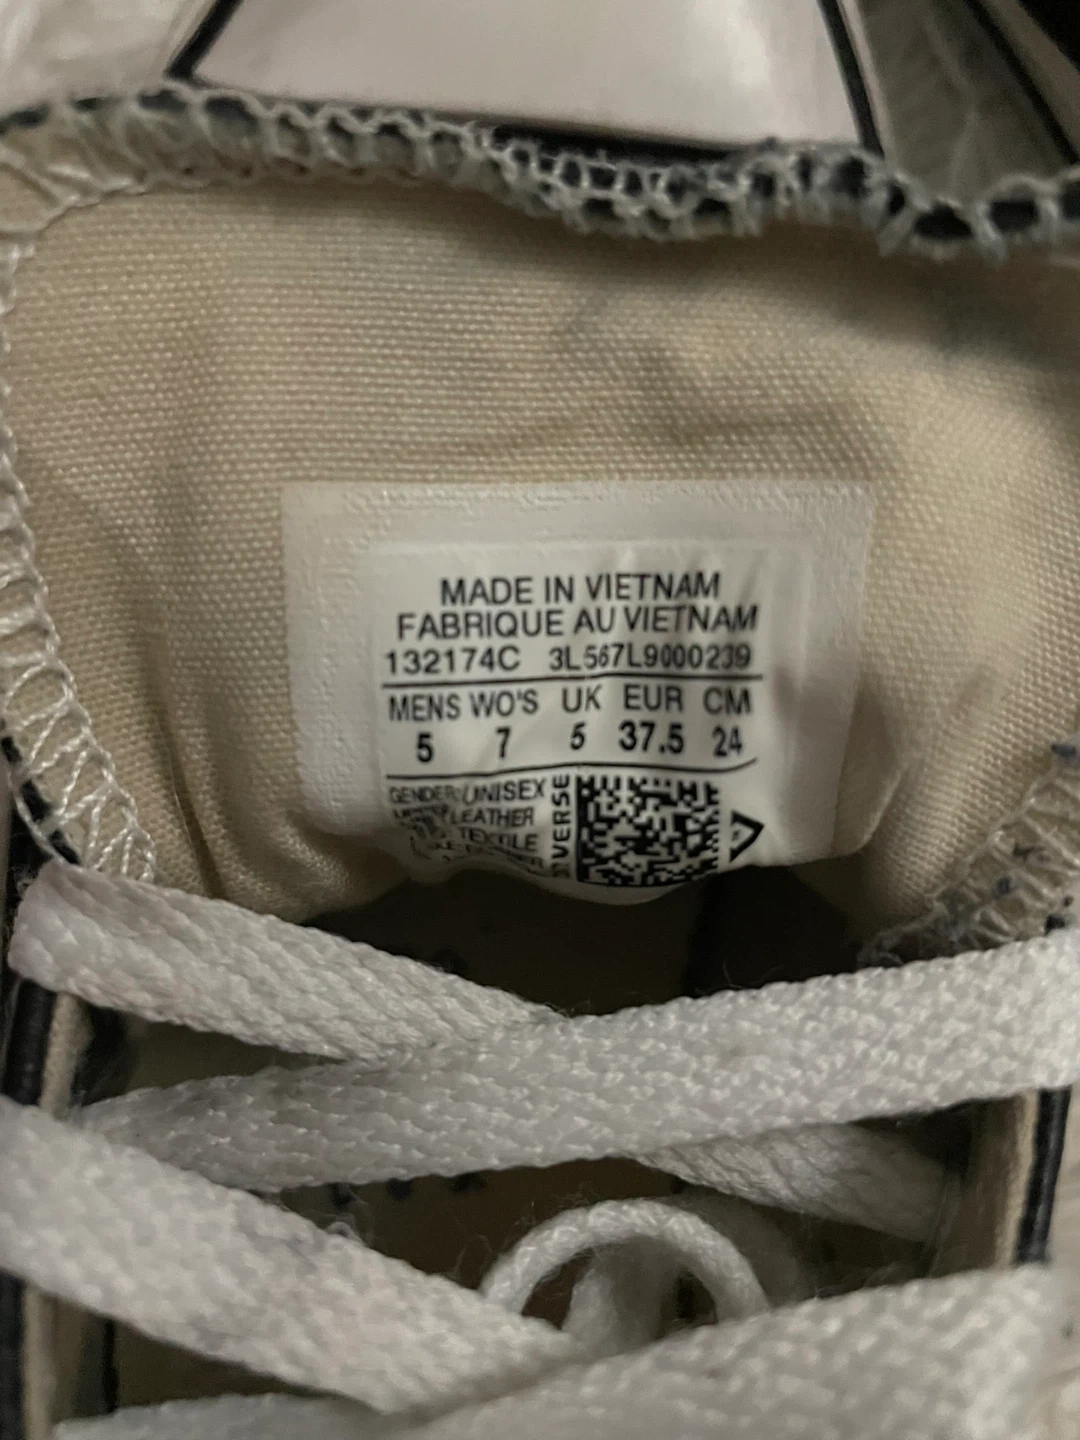 MADE IN VIETNAM
FABRIQUE AU VIETNAM
132174C 3L567L9000239
MENS WO'S UK EUR CM
5 7 5 37.5 24
GENDER: UNISEX
LEATHER
TEXTILE